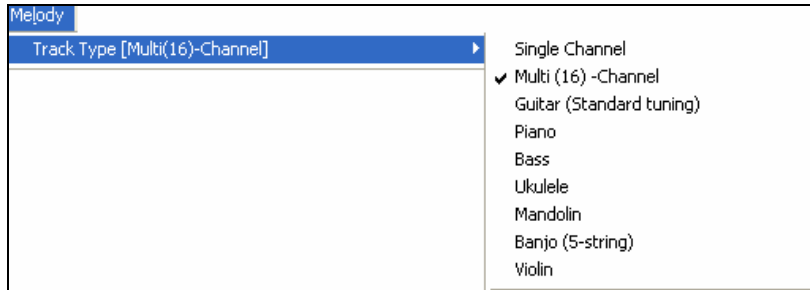 Melody
Track Type [Multi(16)-Channel]
Single Channel
Multi (16) -Channel
Guitar (Standard tuning)
Piano
Bass
Ukulele
Mandolin
Banjo (5-string)
Violin